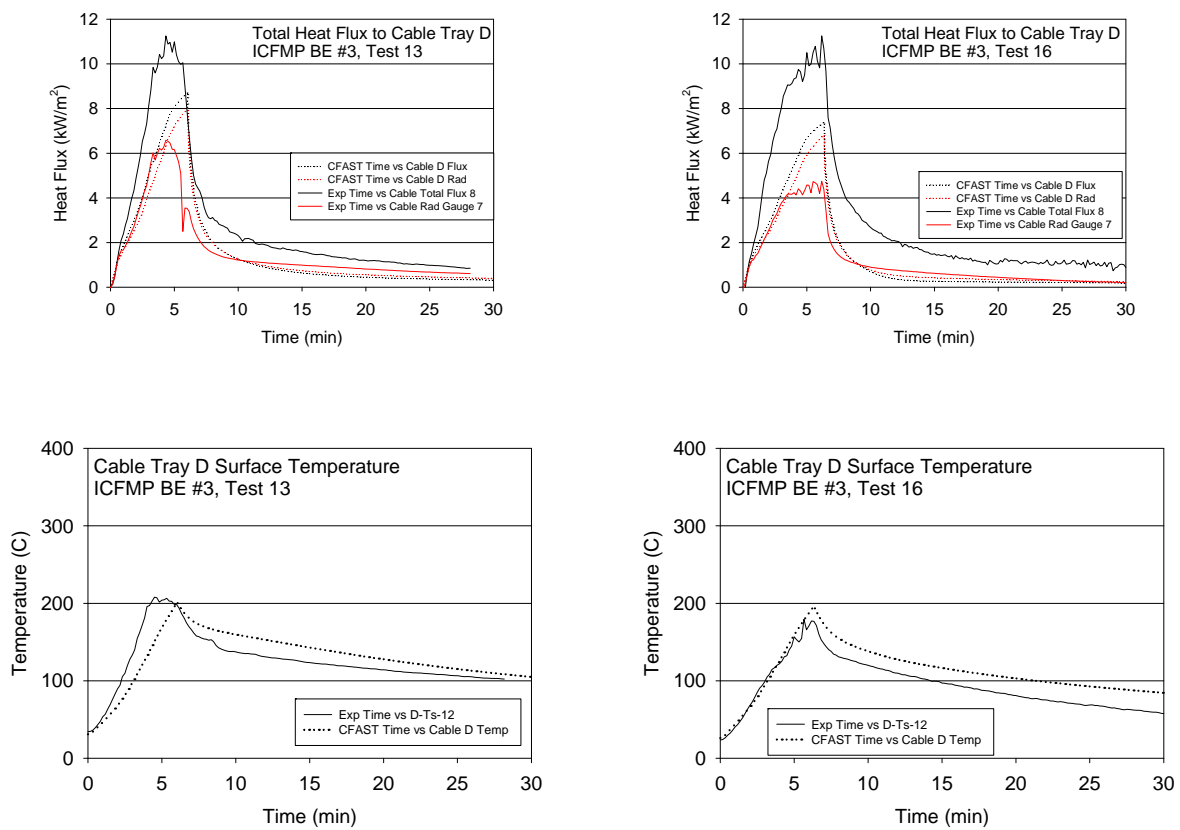 Total Heat Flux to Cable Tray D
ICFMP BE #3, Test 13
Heat Flux (kW/m²)
12
10
8
6
4
2
0
CFAST Time vs Cable D Flux
CFAST Time vs Cable D Rad
Exp Time vs Cable Total Flux 8
Exp Time vs Cable Rad Gauge 7
0 5 10 15 20 25 30
Time (min)
Total Heat Flux to Cable Tray D
ICFMP BE #3, Test 16
Heat Flux (kW/m²)
12
10
8
6
4
2
0
CFAST Time vs Cable D Flux
CFAST Time vs Cable D Rad
Exp Time vs Cable Total Flux 8
Exp Time vs Cable Rad Gauge 7
0 5 10 15 20 25 30
Time (min)
Cable Tray D Surface Temperature
ICFMP BE #3, Test 13
Temperature (C)
400
300
200
100
0
Exp Time vs D-Ts-12
CFAST Time vs Cable D Temp
0 5 10 15 20 25 30
Time (min)
Cable Tray D Surface Temperature
ICFMP BE #3, Test 16
Temperature (C)
400
300
200
100
0
Exp Time vs D-Ts-12
CFAST Time vs Cable D Temp
0 5 10 15 20 25 30
Time (min)